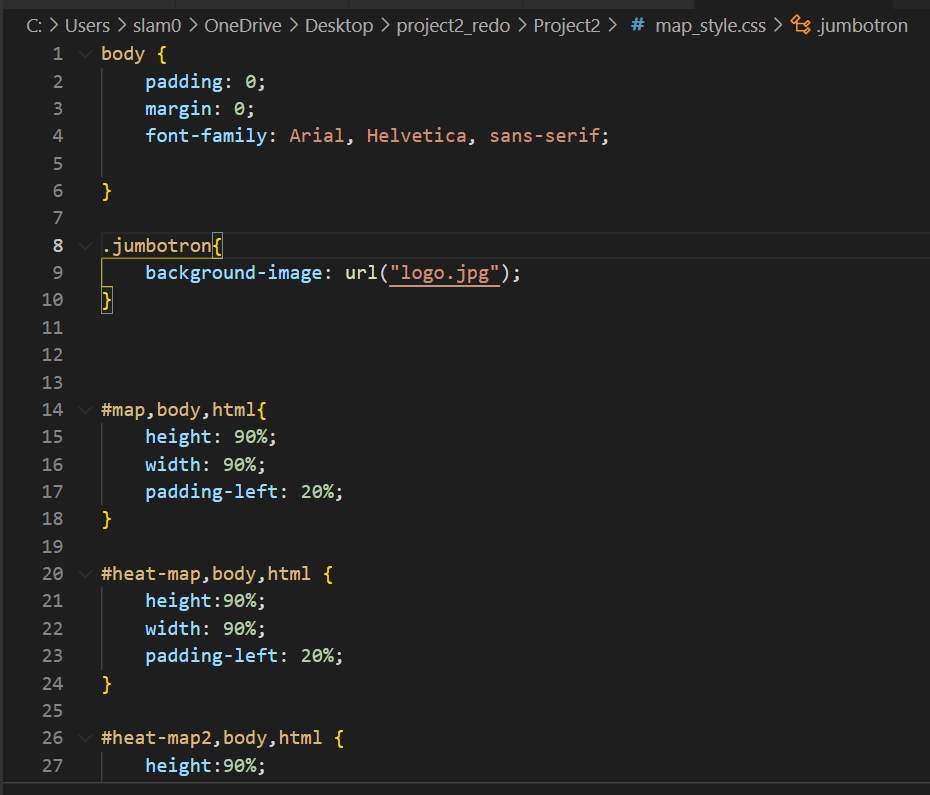 C: > Users > slam0 > OneDrive > Desktop > project2_redo > Project2 > # map_style.css > .jumbotron
1 body {
2 padding: 0;
3 margin: 0;
4 font-family: Arial, Helvetica, sans-serif;
5
6 }
7
8 .jumbotron{
9 background-image: url("logo.jpg");
10 }
11
12
13
14 #map,body,html{
15 height: 90%;
16 width: 90%;
17 padding-left: 20%;
18 }
19
20 #heat-map,body,html {
21 height:90%;
22 width: 90%;
23 padding-left: 20%;
24 }
25
26 #heat-map2,body,html {
27 height:90%;